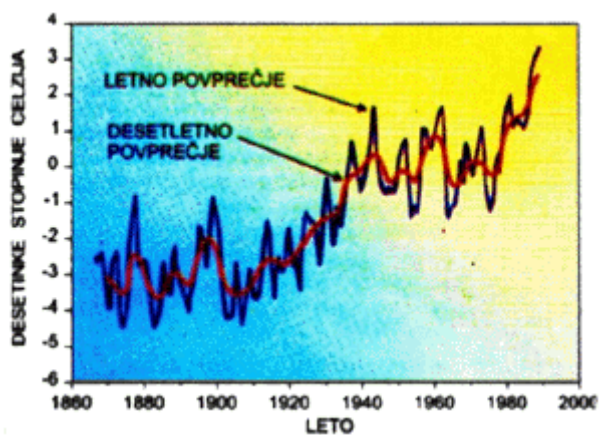 DESETINKE STOPINJE CELZIJA
4
3
2
1
0
-1
-2
-3
-4
-5
-6
LETNO POVPREČJE
DESETLETNO
POVPREČJE
1860 1880 1900 1920 1940 1960 1980 2000
LETO